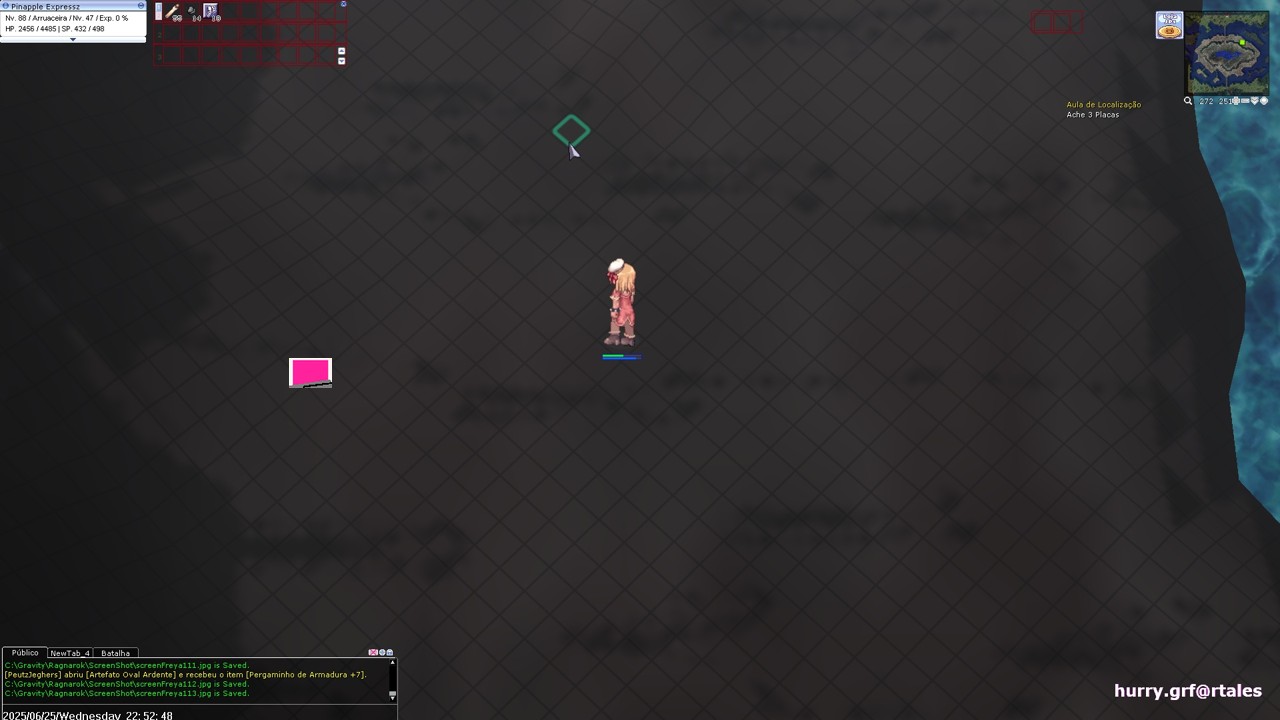 Pinapple Expressz
Nv. 88 / Arruaceira / Nv. 47 / Exp. 0 %
HP. 2456 / 4485 | SP. 432 / 498
Aula de Localização
Ache 3 Placas
272 251
Público NewTab_4 Batalha
C:\Gravity\Ragnarok\ScreenShot\screenFreya111.jpg is Saved.
[PeutzJeghers] abriu [Artefato Oval Ardente] e recebeu o item [Pergaminho de Armadura +7].
C:\Gravity\Ragnarok\ScreenShot\screenFreya112.jpg is Saved.
C:\Gravity\Ragnarok\ScreenShot\screenFreya113.jpg is Saved.
2025/06/25/Wednesday 22:52:48
hurry.grf@rtales